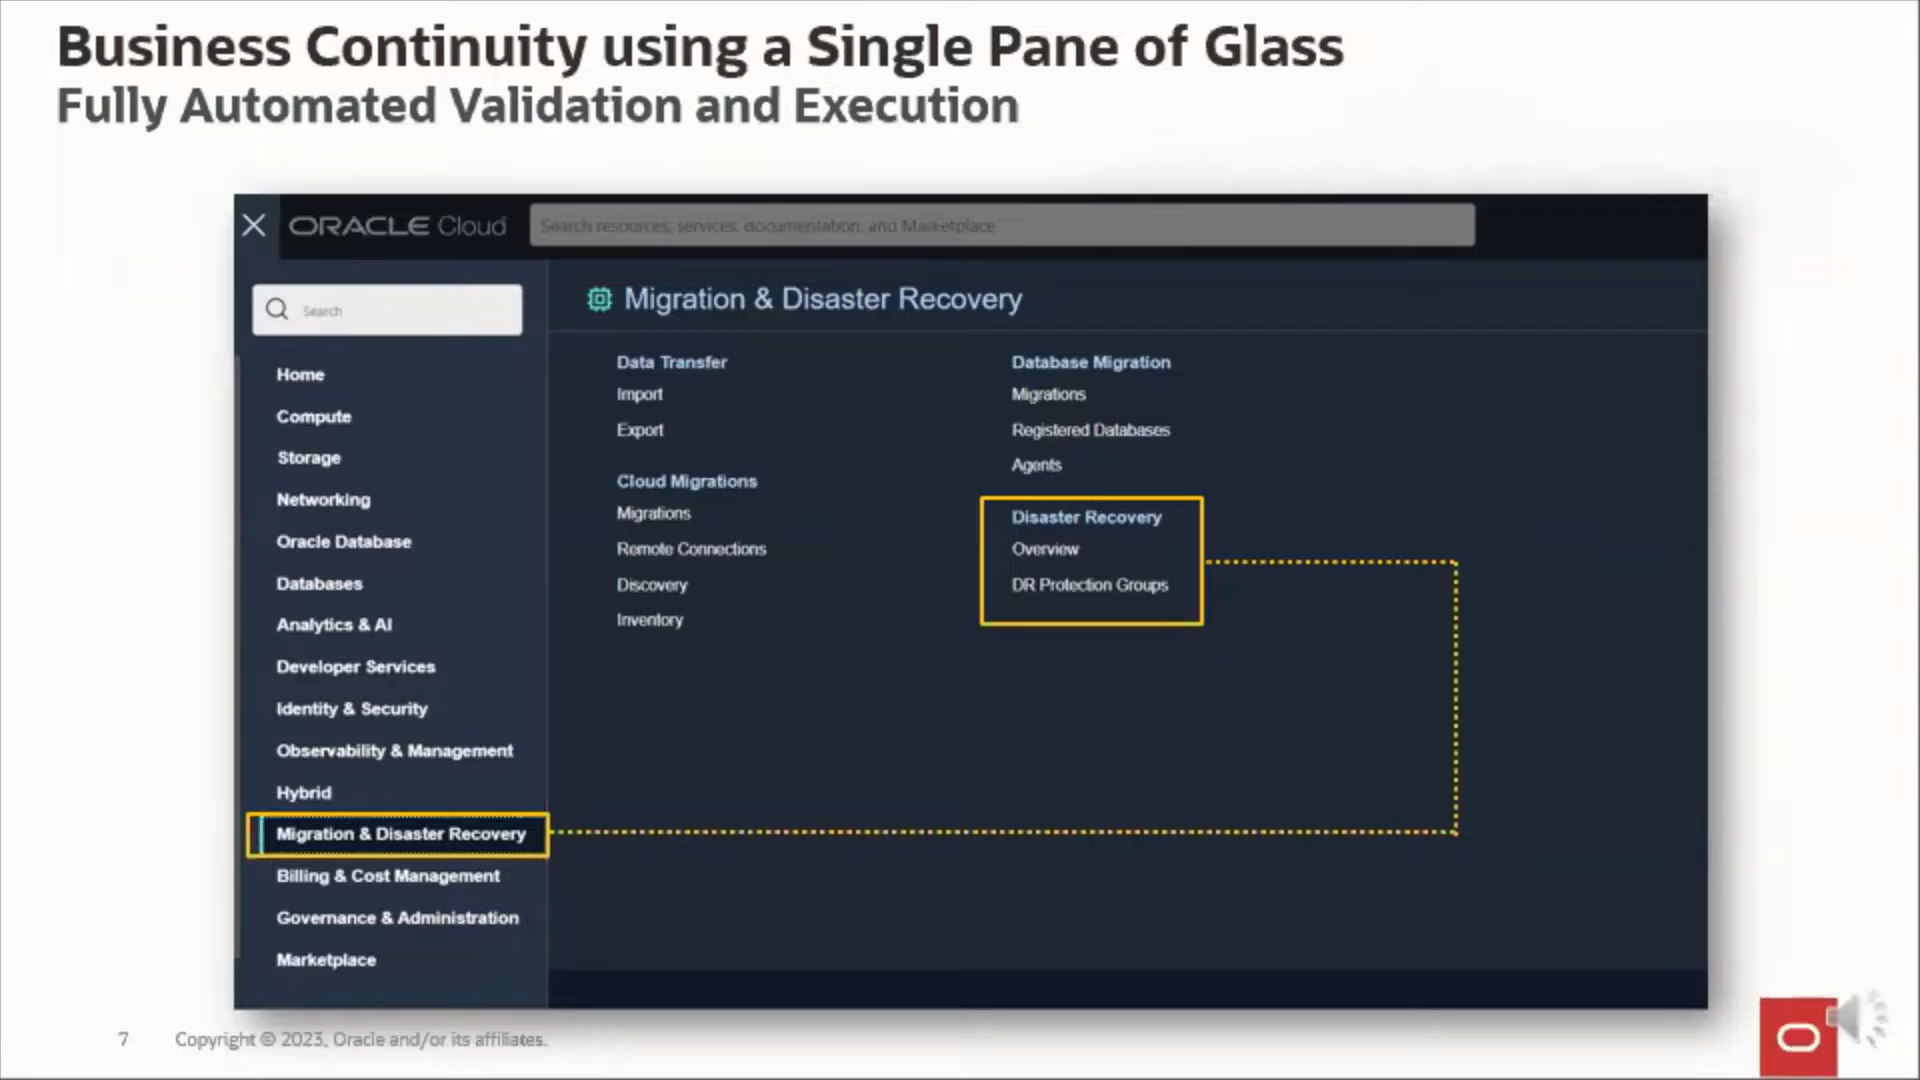 Business Continuity using a Single Pane of Glass
Fully Automated Validation and Execution
ORACLE Cloud
Search resources, services, documentation, and Marketplace
Search
Home
Compute
Storage
Networking
Oracle Database
Databases
Analytics & AI
Developer Services
Identity & Security
Observability & Management
Hybrid
Migration & Disaster Recovery
Billing & Cost Management
Governance & Administration
Marketplace
Migration & Disaster Recovery
Data Transfer
Import
Export
Cloud Migrations
Migrations
Remote Connections
Discovery
Inventory
Database Migration
Migrations
Registered Databases
Agents
Disaster Recovery
Overview
DR Protection Groups
7
Copyright © 2023, Oracle and/or its affiliates.